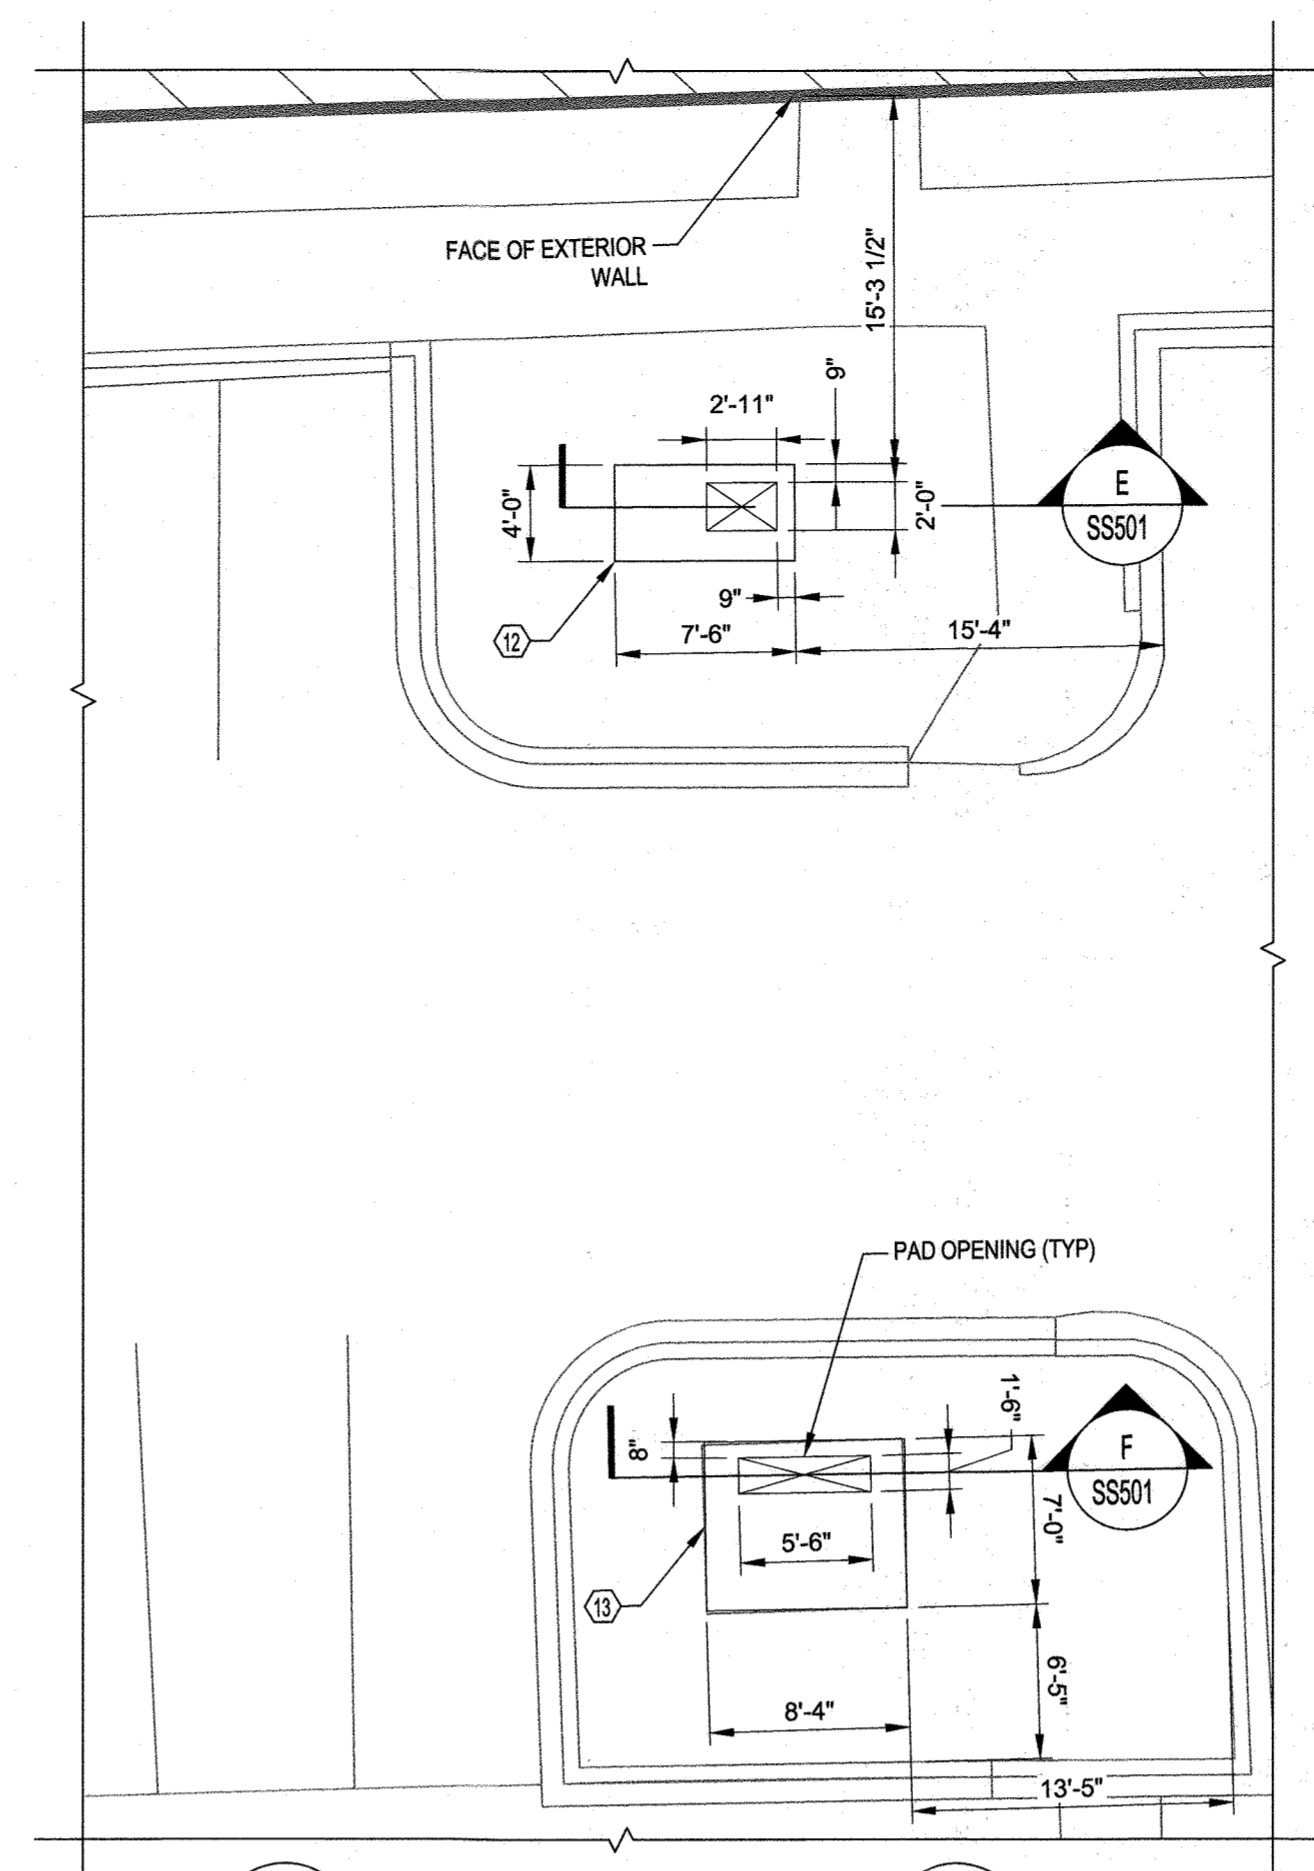 FACE OF EXTERIOR
WALL
15'-3 1/2"
9"
2'-11"
4'-0"
2'-0"
E
SS501
9"
12
7'-6"
15'-4"
PAD OPENING (TYP)
1'-6"
8"
F
SS501
7'-0"
5'-6"
13
6'-5"
8'-4"
13'-5"